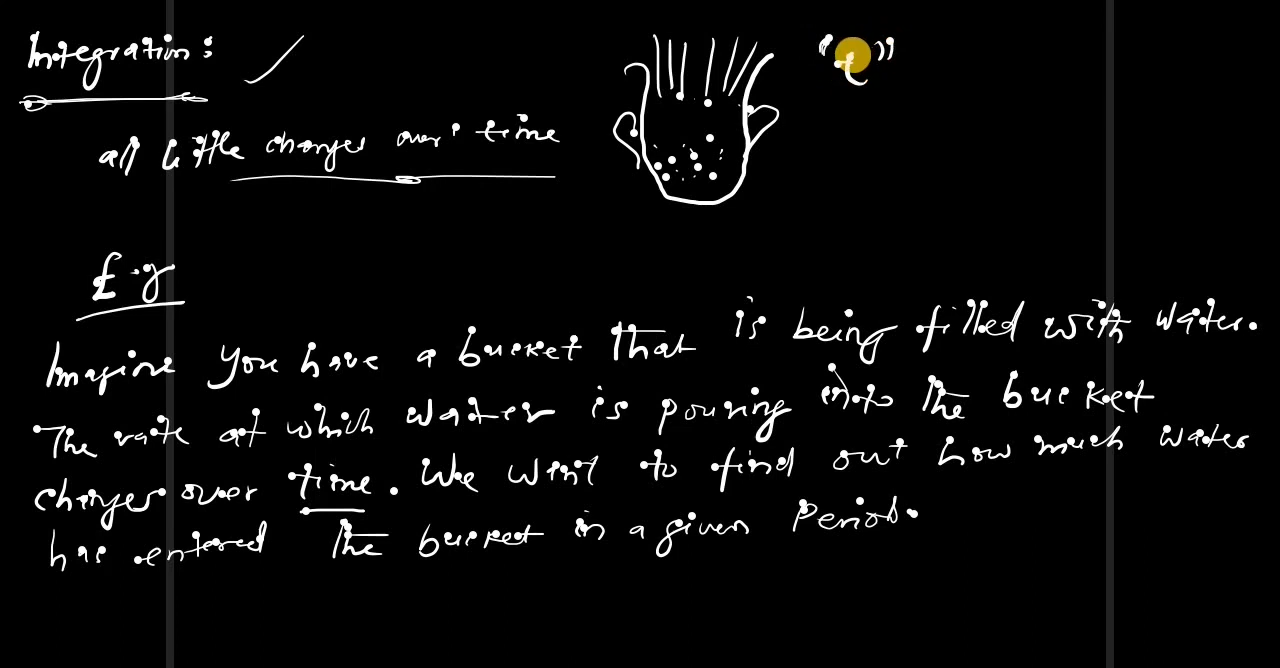 Integration:
"t"
all little changes over time
E.g
Imagine you have a bucket that is being filled with water.
The rate at which water is pouring into the bucket
changes over time. We want to find out how much water
has entered the bucket in a given period.